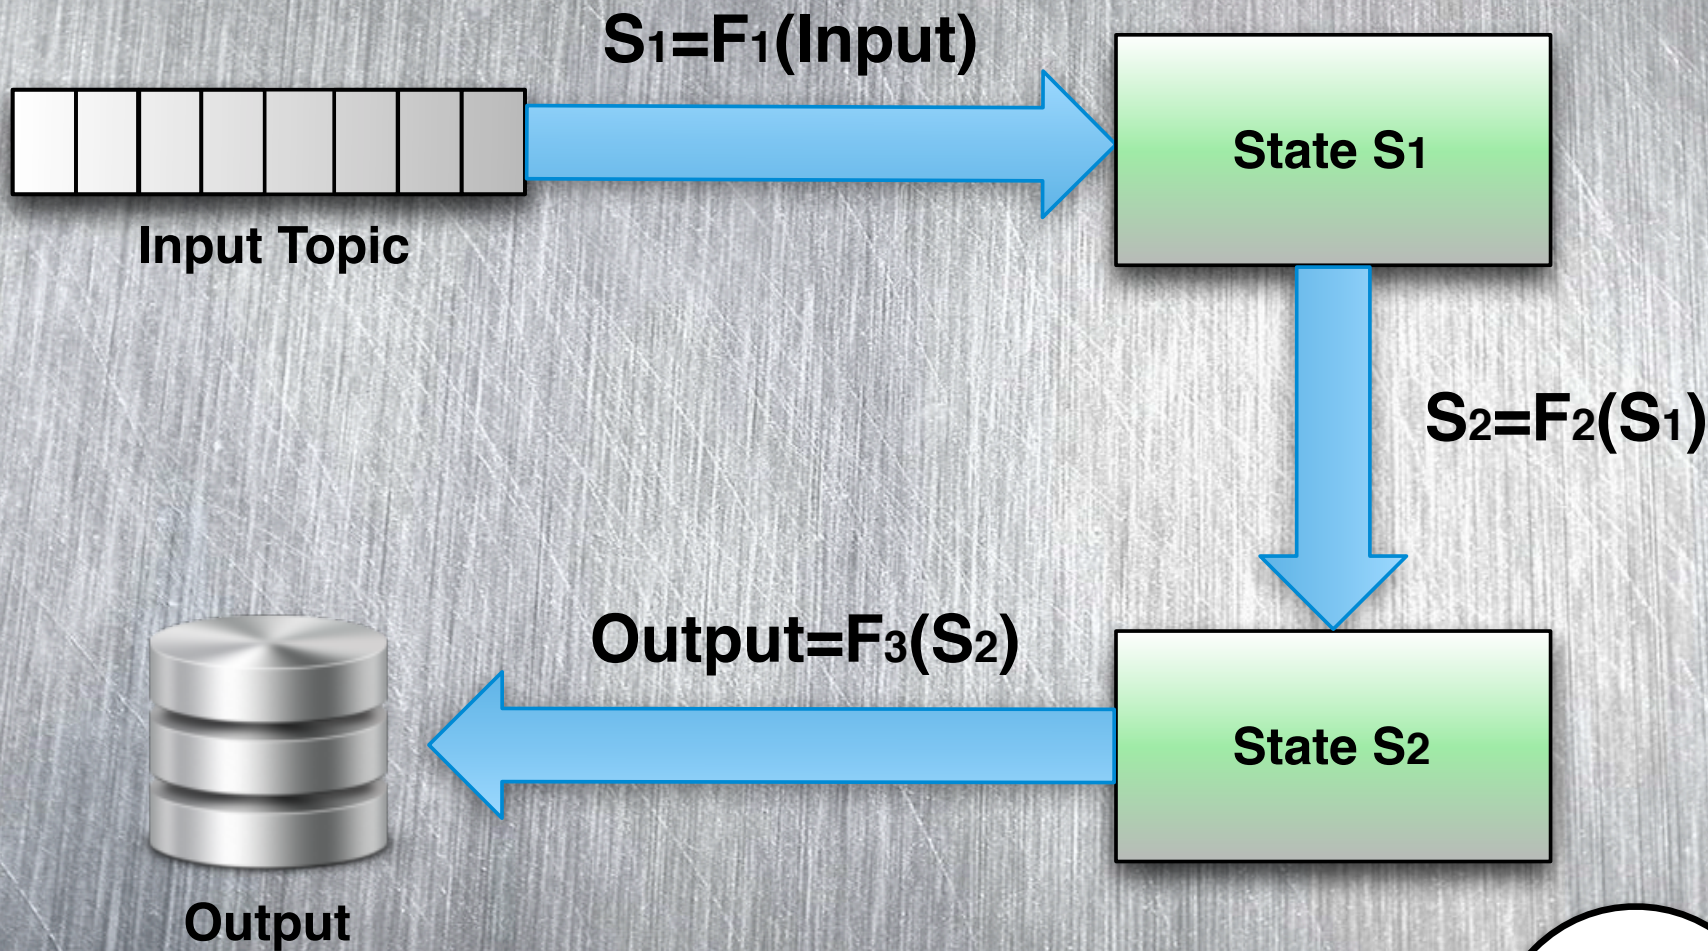 S1=F1(Input)
Input Topic
State S1
S2=F2(S1)
Output=F3(S2)
State S2
Output